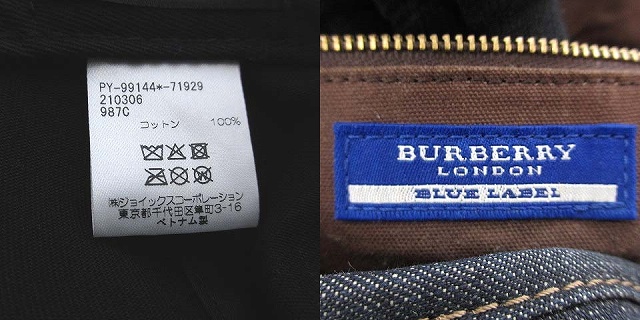 PY-99144*-71929
210306
987C
コットン 100%
㈱ジョイックスコーポレーション
東京都千代田区隼町3-16
ベトナム製
BURBERRY
LONDON
BLUE LABEL